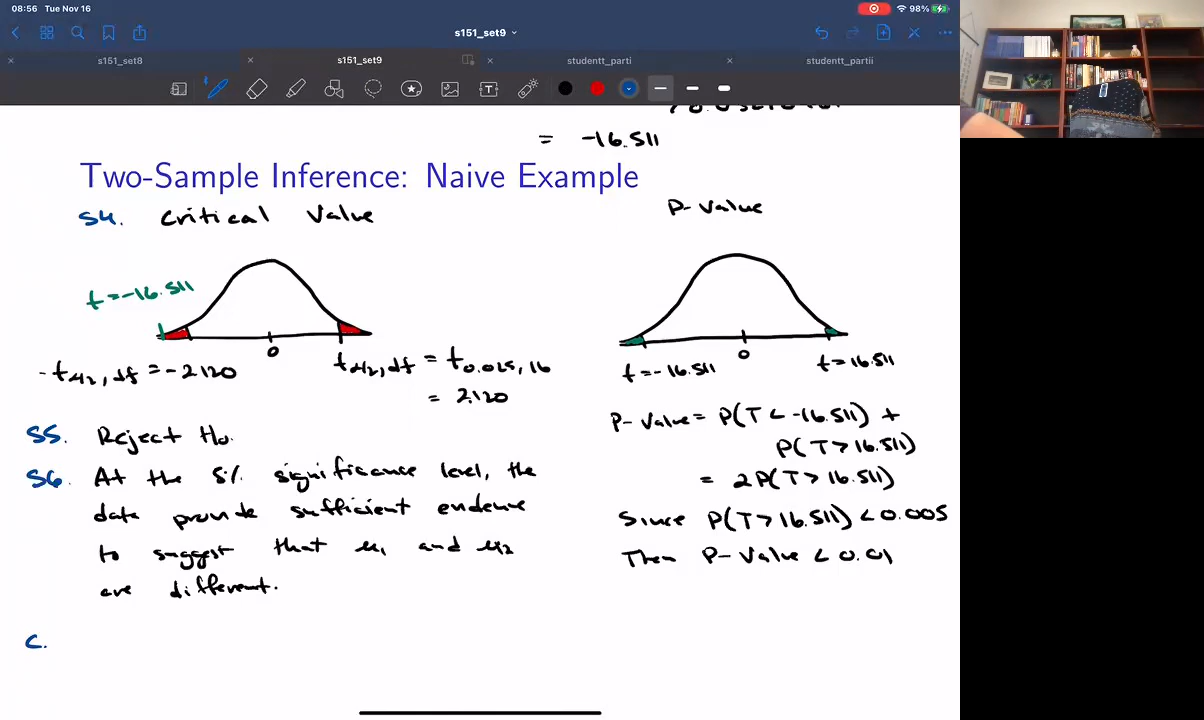 08:56 Tue Nov 16
98%
s151_set9
s151_set8
s151_set9
studentt_parti
studentt_partii
= -16.511
Two-Sample Inference: Naive Example
S4. Critical Value
P-Value
t=-16.511
0
-tα/2, df = -2.120
tα/2, df = t0.025, 16
= 2.120
0
t=-16.511
t=16.511
P-Value = P(T < -16.511) +
P(T > 16.511)
= 2P(T > 16.511)
Since P(T > 16.511) < 0.005
Then P-Value < 0.01
S5. Reject H0.
S6. At the 5% significance level, the
data provide sufficient evidence
to suggest that μ1 and μ2
are different.
C.